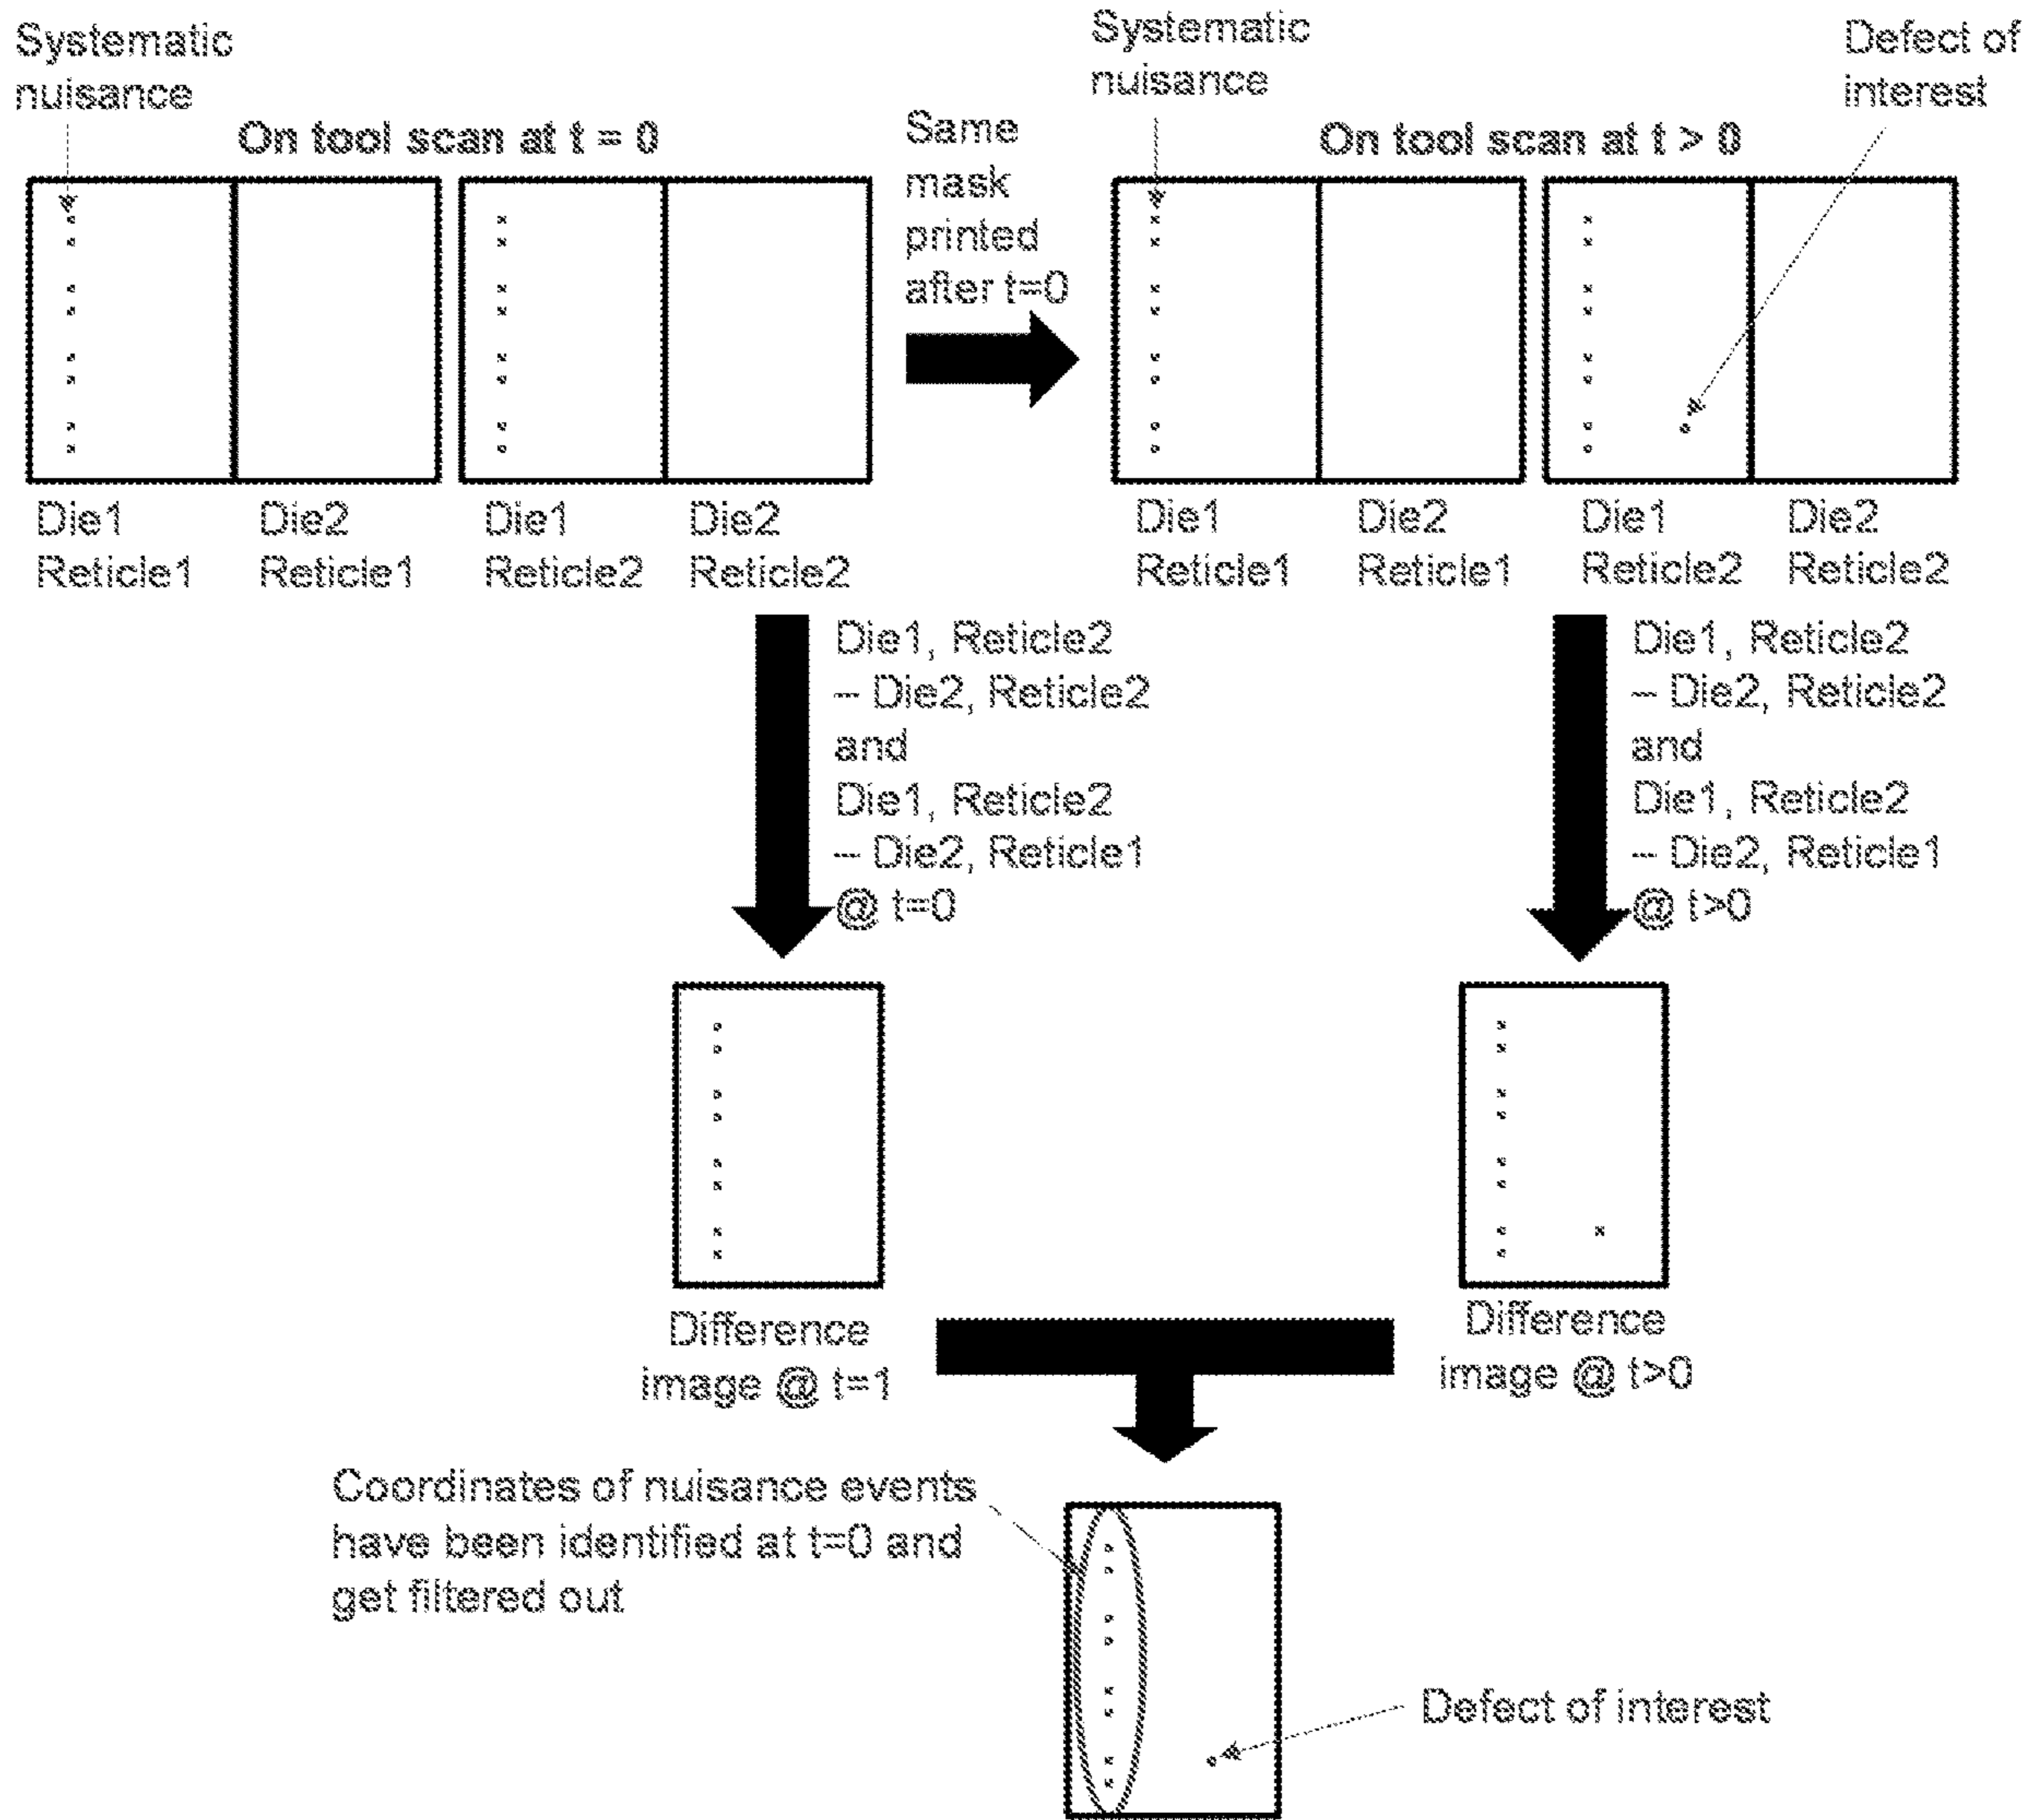 Systematic
nuisance
On tool scan at t = 0
Same
mask
printed
after t=0
Systematic
nuisance
On tool scan at t > 0
Defect of
interest
Die1
Reticle1
Die2
Reticle1
Die1
Reticle2
Die2
Reticle2
Die1
Reticle1
Die2
Reticle1
Die1
Reticle2
Die2
Reticle2
Die1, Reticle2
– Die2, Reticle2
and
Die1, Reticle2
– Die2, Reticle1
@ t=0
Die1, Reticle2
– Die2, Reticle2
and
Die1, Reticle2
– Die2, Reticle1
@ t>0
Difference
image @ t=1
Difference
image @ t>0
Coordinates of nuisance events
have been identified at t=0 and
get filtered out
Defect of interest